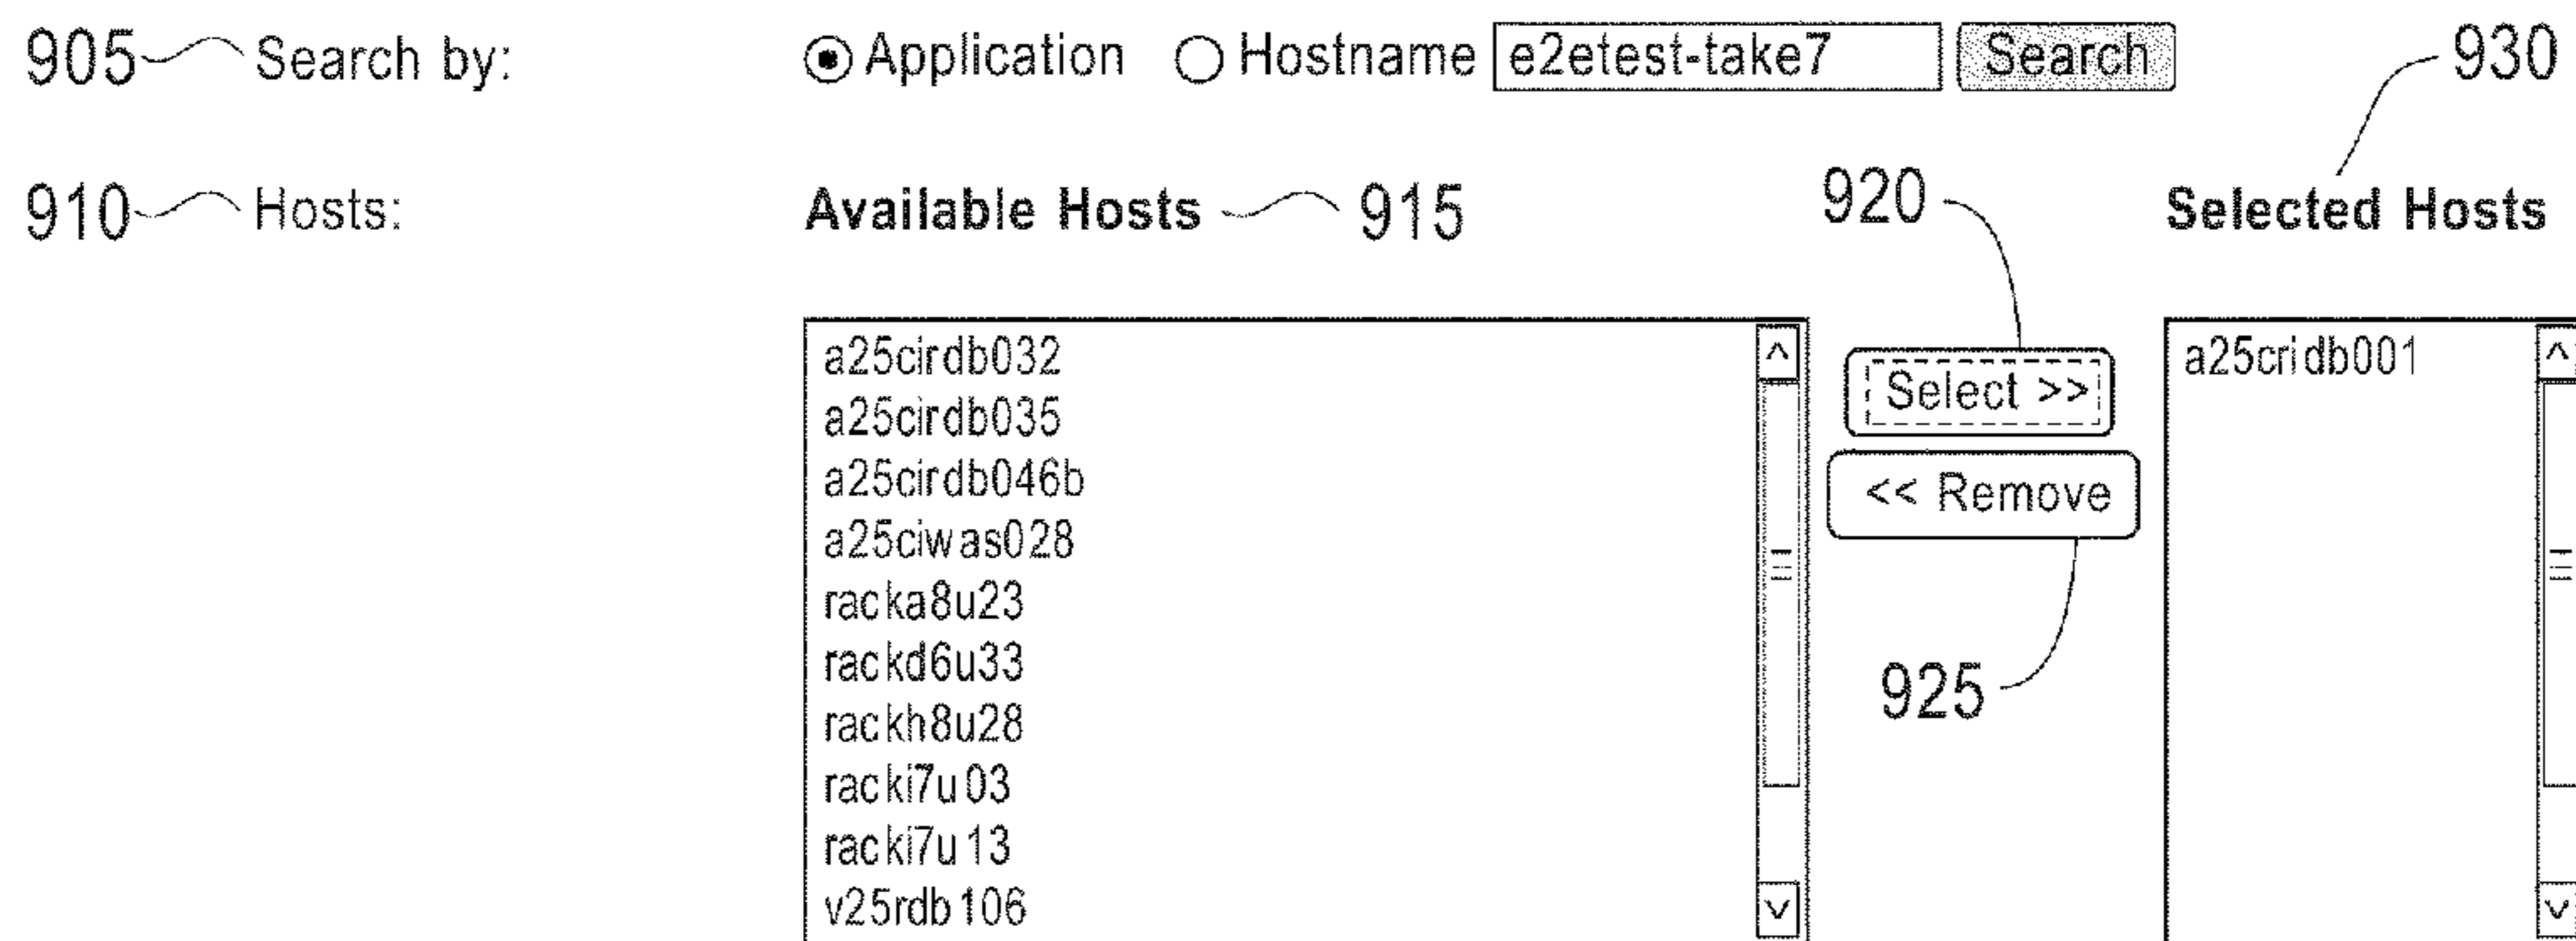 905 Search by: Application Hostname e2etest-take7 Search 930
910 Hosts: Available Hosts 915 920 Selected Hosts
a25cirdb032 Select >> a25cridb001
a25cirdb035
a25cirdb046b << Remove
a25ciwas028
racka8u23
rackd6u33 925
rackh8u28
racki7u03
racki7u13
v25rdb106